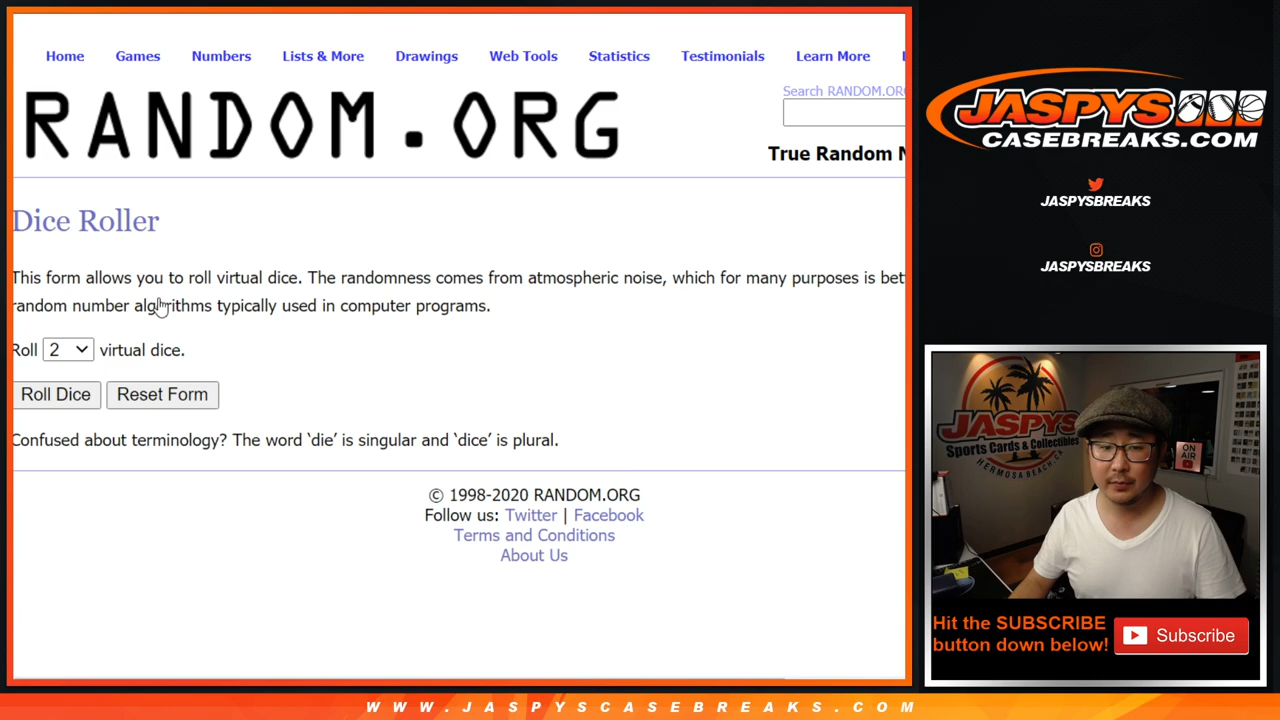 Home Games Numbers Lists & More Drawings Web Tools Statistics Testimonials Learn More
Search RANDOM.ORG
RANDOM.ORG
True Random N
Dice Roller
This form allows you to roll virtual dice. The randomness comes from atmospheric noise, which for many purposes is bet
random number algorithms typically used in computer programs.
Roll 2 virtual dice.
Roll Dice Reset Form
Confused about terminology? The word ‘die’ is singular and ‘dice’ is plural.
© 1998-2020 RANDOM.ORG
Follow us: Twitter | Facebook
Terms and Conditions
About Us
JASPYS
CASEBREAKS.COM
JASPYSBREAKS
JASPYSBREAKS
JASPYS
Sports Cards & Collectibles
HERMOSA BEACH, CA
ON
AIR
Hit the SUBSCRIBE
button down below!
Subscribe
WWW.JASPYSCASEBREAKS.COM